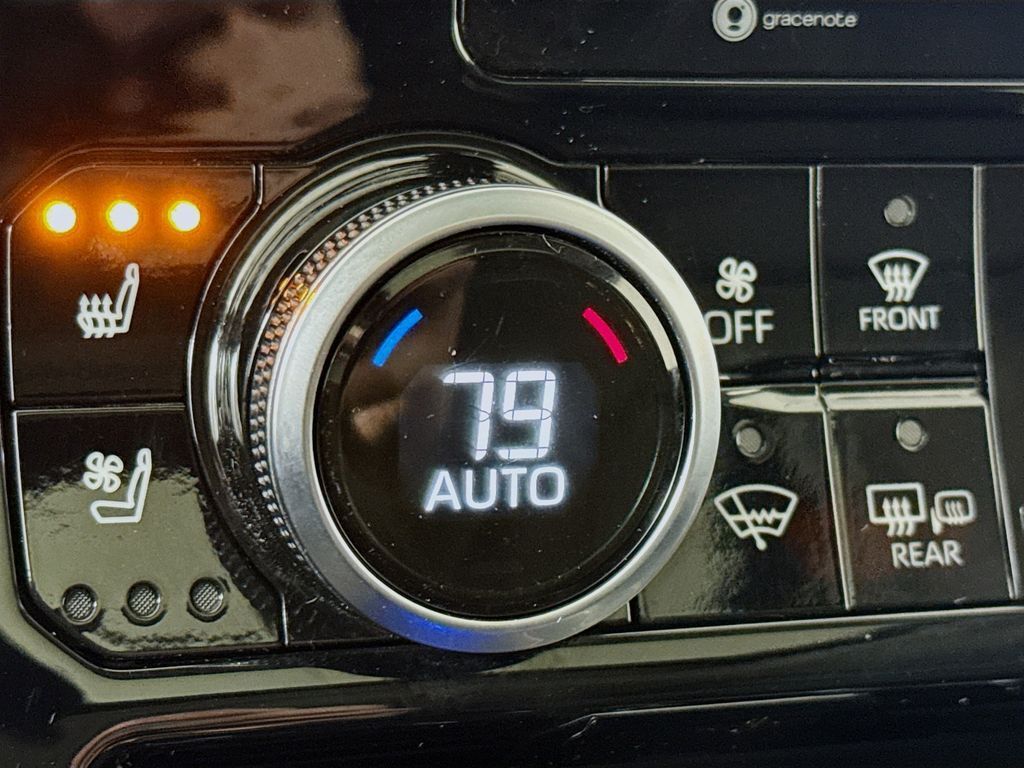 gracenote
OFF
FRONT
79
AUTO
REAR